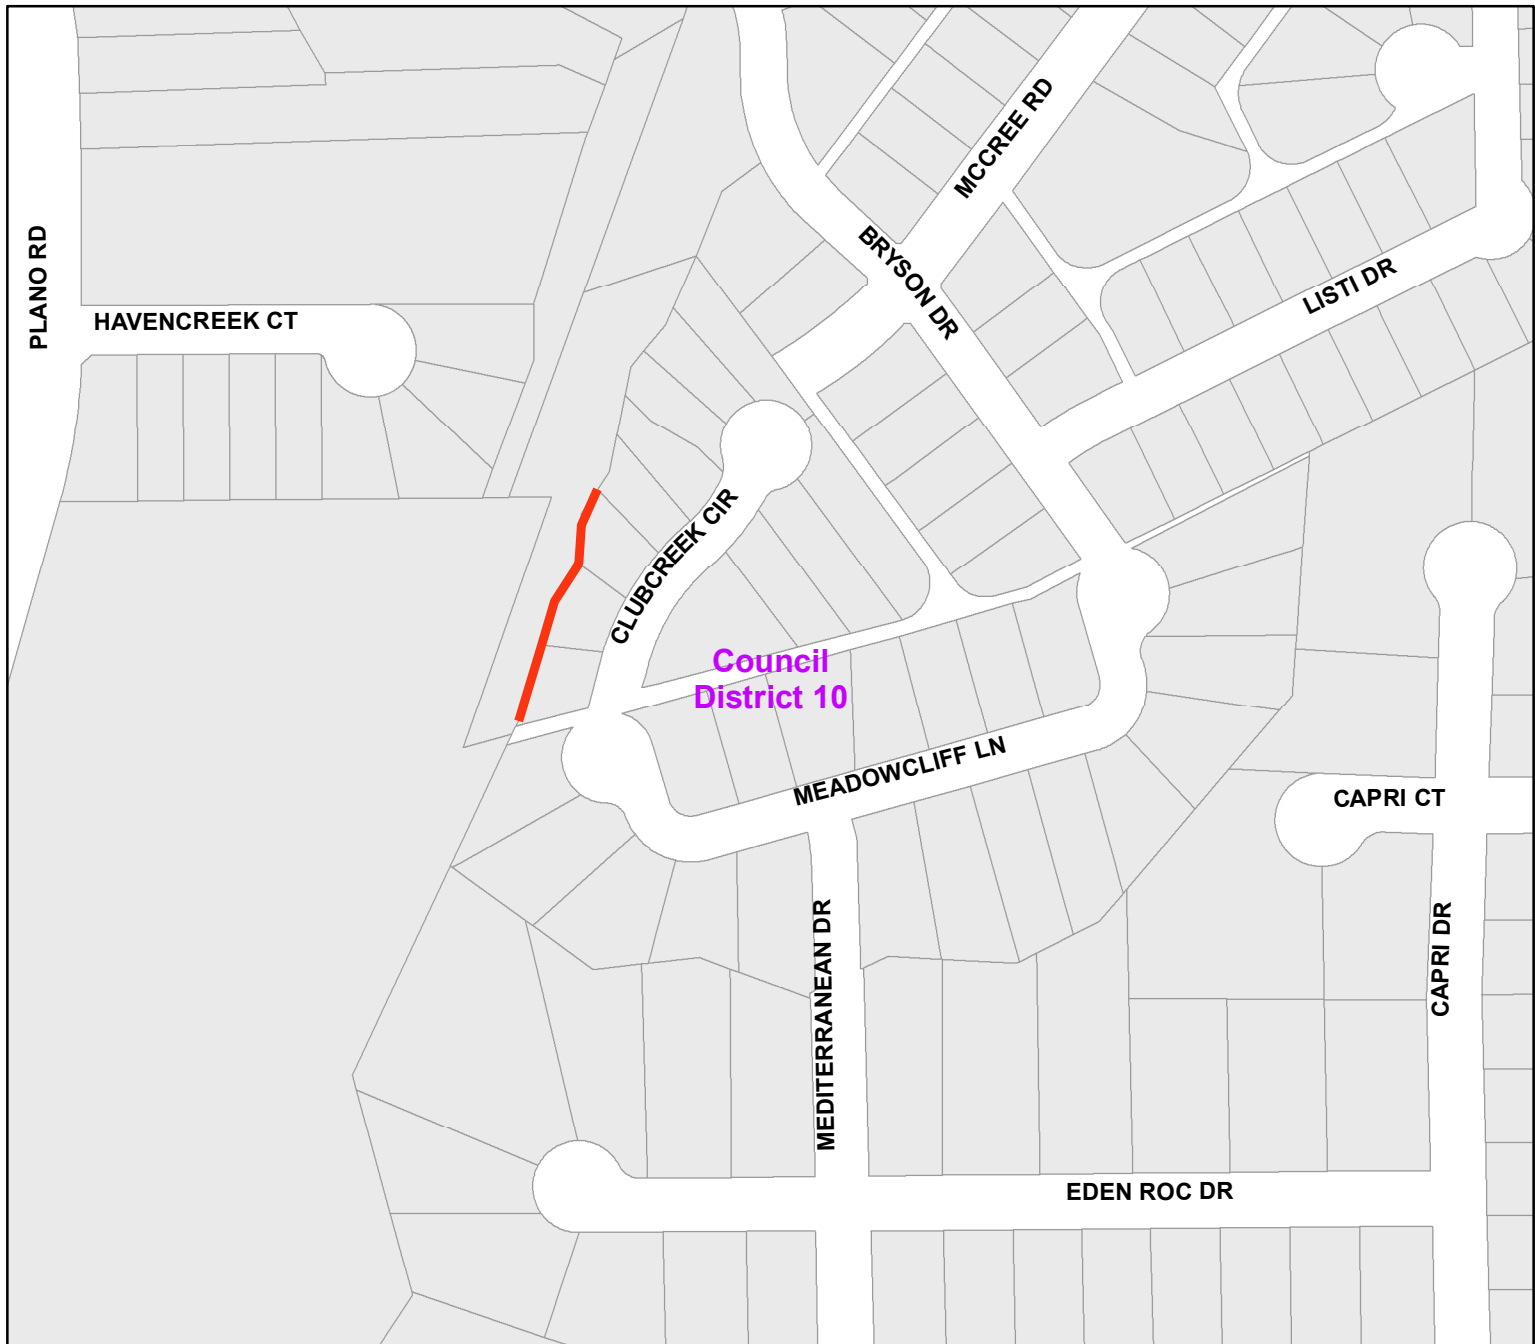 MCCREE RD
PLANO RD
BRYSON DR
LISTI DR
HAVENCREEK CT
CLUBCREEK CIR
Council
District 10
MEADOWCLIFF LN
CAPRI CT
MEDITERRANEAN DR
CAPRI DR
EDEN ROC DR